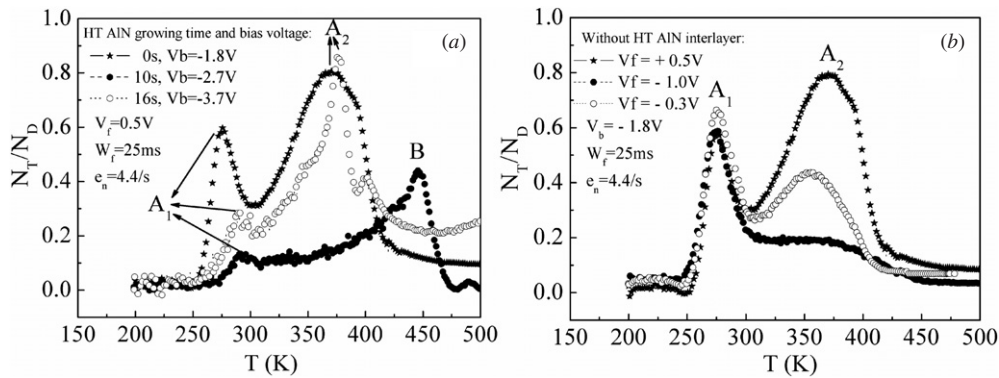 HT AlN growing time and bias voltage:
0s, Vb=-1.8V
10s, Vb=-2.7V
16s, Vb=-3.7V
V_f=0.5V
W_f=25ms
e_n=4.4/s
A_2
(a)
A_1
B
N_T/N_D
1.0
0.8
0.6
0.4
0.2
0.0
150 200 250 300 350 400 450 500
T (K)
Without HT AlN interlayer:
Vf = + 0.5V
Vf = - 1.0V
Vf = - 0.3V
V_b = - 1.8V
W_f=25ms
e_n=4.4/s
A_1
A_2
(b)
N_T/N_D
1.0
0.8
0.6
0.4
0.2
0.0
150 200 250 300 350 400 450 500
T (K)